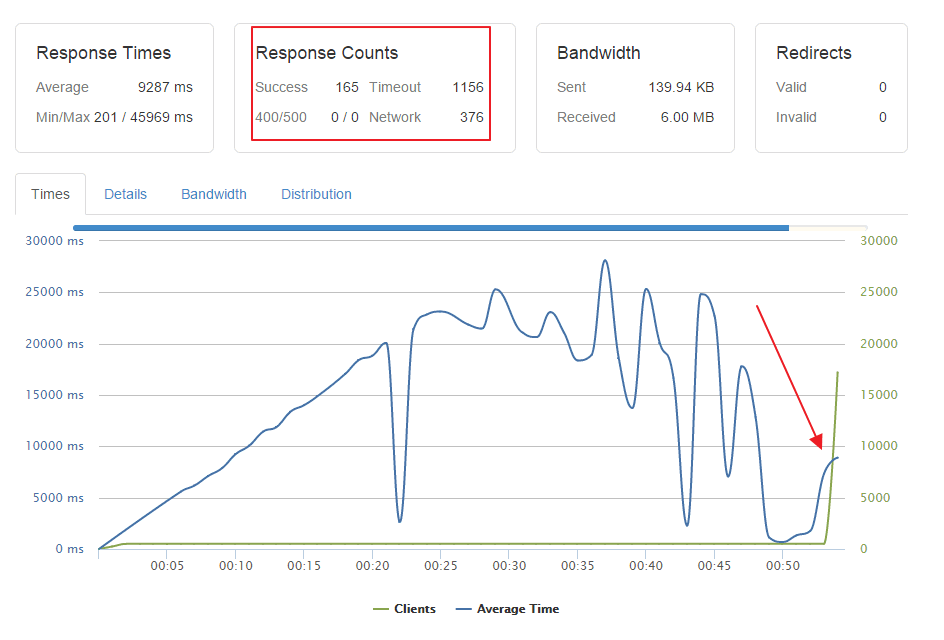 Response Times
Average 9287 ms
Min/Max 201 / 45969 ms
Response Counts
Success 165 Timeout 1156
400/500 0 / 0 Network 376
Bandwidth
Sent 139.94 KB
Received 6.00 MB
Redirects
Valid 0
Invalid 0
Times Details Bandwidth Distribution
30000 ms 30000
25000 ms 25000
20000 ms 20000
15000 ms 15000
10000 ms 10000
5000 ms 5000
0 ms 0
00:05 00:10 00:15 00:20 00:25 00:30 00:35 00:40 00:45 00:50
Clients Average Time